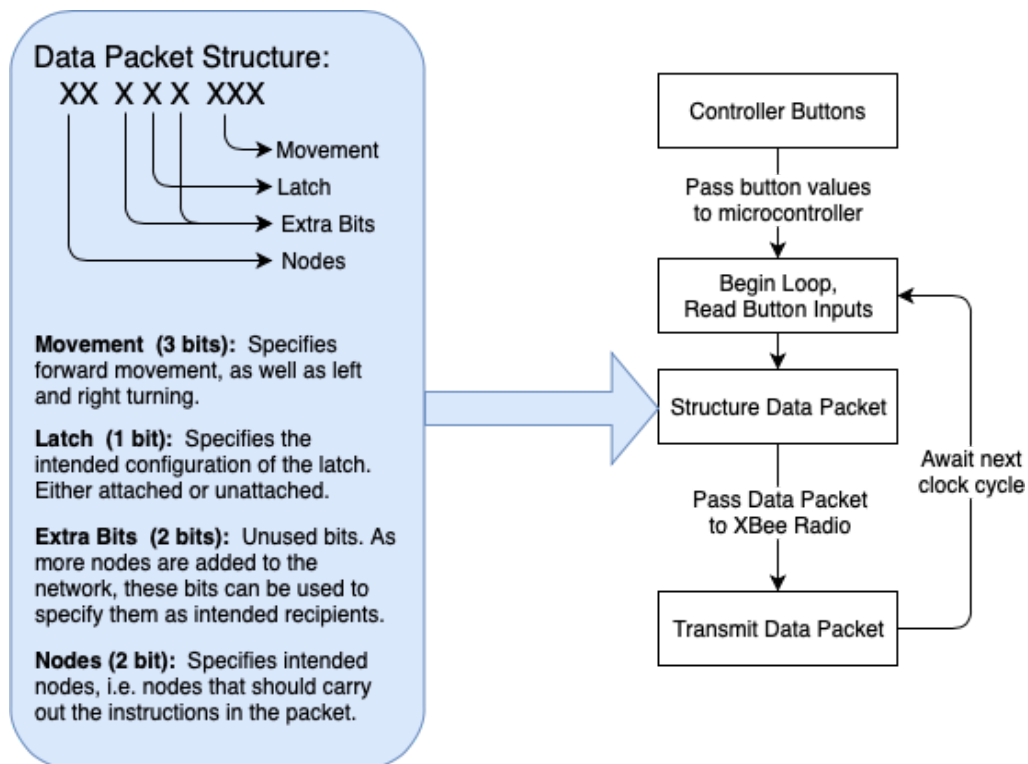 Data Packet Structure:
XX X X X XXX
Movement
Latch
Extra Bits
Nodes
Movement (3 bits): Specifies
forward movement, as well as left
and right turning.
Latch (1 bit): Specifies the
intended configuration of the latch.
Either attached or unattached.
Extra Bits (2 bits): Unused bits. As
more nodes are added to the
network, these bits can be used to
specify them as intended recipients.
Nodes (2 bit): Specifies intended
nodes, i.e. nodes that should carry
out the instructions in the packet.
Controller Buttons
Pass button values
to microcontroller
Begin Loop,
Read Button Inputs
Structure Data Packet
Pass Data Packet
to XBee Radio
Transmit Data Packet
Await next
clock cycle